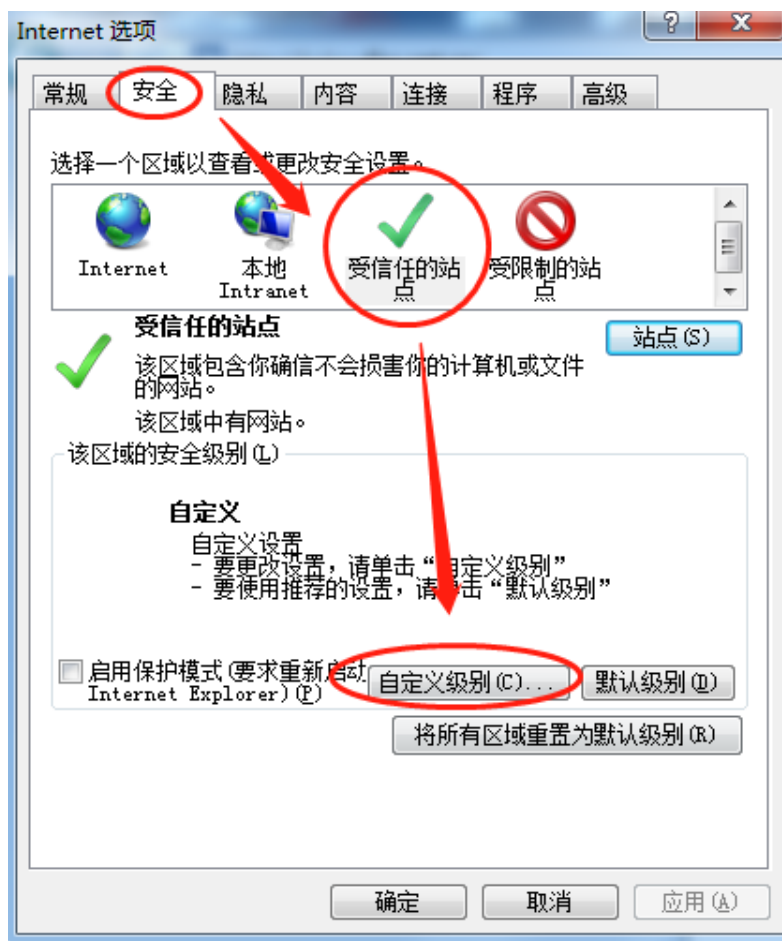 Internet 选项
?
X
常规
安全
隐私
内容
连接
程序
高级
选择一个区域以查看或更改安全设置。
Internet
本地
Intranet
受信任的站
点
受限制的站
点
受信任的站点
站点(S)
该区域包含你确信不会损害你的计算机或文件
的网站。
该区域中有网站。
该区域的安全级别(L)
自定义
自定义设置
- 要更改设置，请单击“自定义级别”
- 要使用推荐的设置，请单击“默认级别”
启用保护模式(要求重新启动
Internet Explorer)(P)
自定义级别(C)...
默认级别(D)
将所有区域重置为默认级别(R)
确定
取消
应用(A)